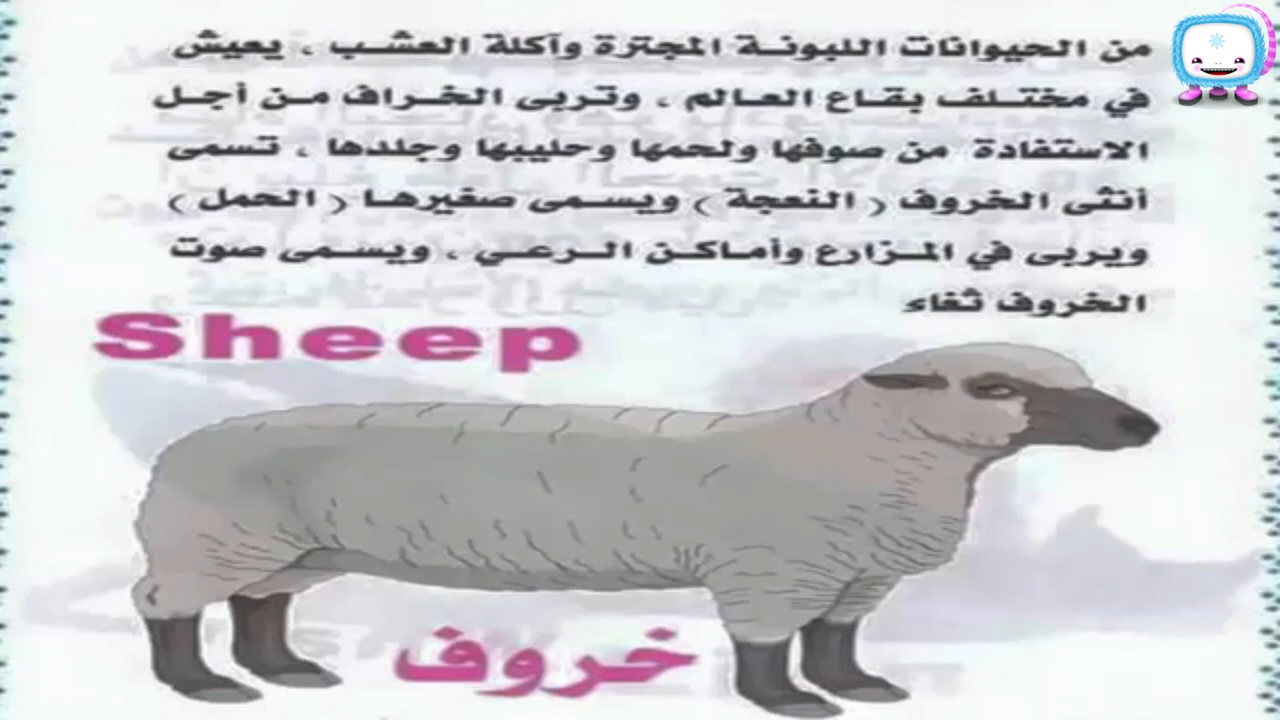 من الحيوانات اللبونة المجترة وآكلة العشب ، يعيش
في مختلف بقاع العالم ، وتربى الخراف من أجل
الاستفادة من صوفها ولحمها وحليبها وجلدها ، تسمى
أنثى الخروف ( النعجة ) ويسمى صغيرها ( الحمل )
ويربى في المزارع وأماكن الرعي ، ويسمى صوت
الخروف ثغاء
Sheep
خروف